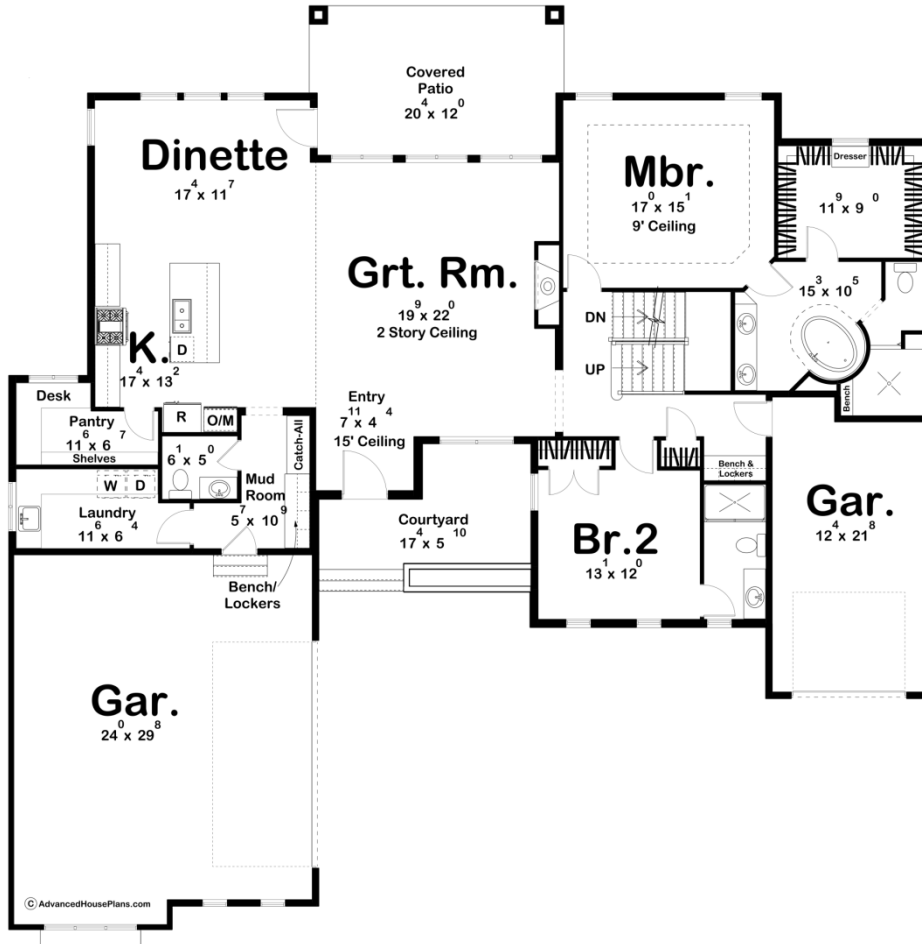 Covered
Patio
20⁴ x 12⁰
Dinette
17⁴ x 11⁷
Mbr.
17⁰ x 15¹
9' Ceiling
Dresser
11⁹ x 9⁰
Grt. Rm.
19⁹ x 22⁰
2 Story Ceiling
15³ x 10⁵
DN
UP
D
K.
17⁴ x 13²
Desk
Pantry
11⁶ x 6⁷
Shelves
R
O/M
Entry
7¹¹ x 4⁴
15' Ceiling
Catch-All
Bench
6¹ x 5⁰
W
D
Mud
Room
5⁷ x 10⁹
Laundry
11⁶ x 6⁴
Bench &
Lockers
Gar.
12⁴ x 21⁸
Courtyard
17⁴ x 5¹⁰
Br.2
13¹ x 12⁰
Bench/
Lockers
Gar.
24⁰ x 29⁸
© AdvancedHousePlans.com